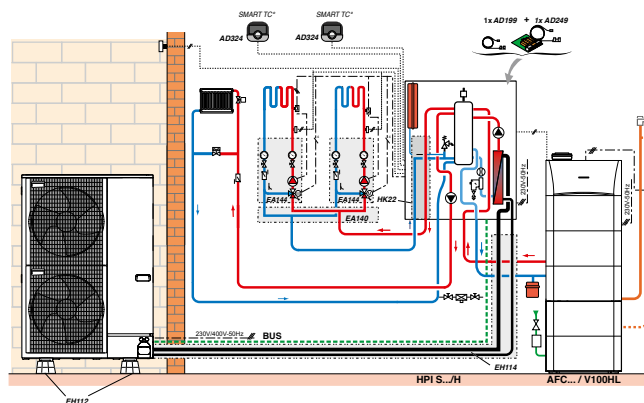 SMART TC° SMART TC°
AD324 AD324
1x AD199 + 1x AD249
230V-50Hz
230V-50Hz
EA144 EA144 HK22
EA140
230V/400V-50Hz BUS
EH114
HPI S.../H AFC... / V100HL
EH112